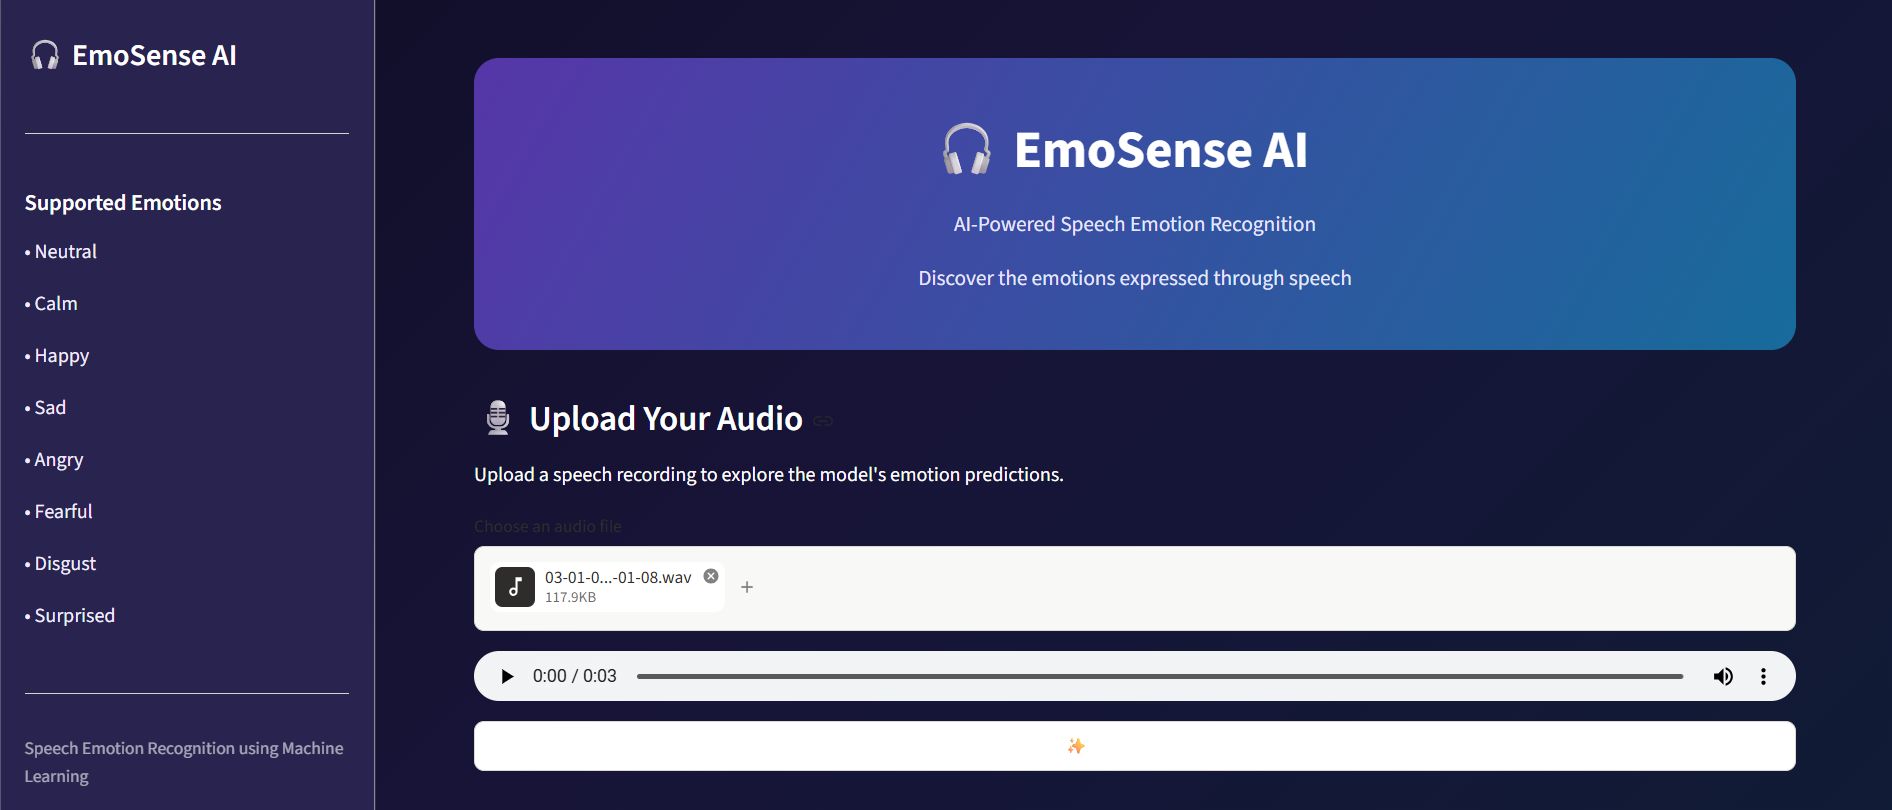 EmoSense AI
Supported Emotions
• Neutral
• Calm
• Happy
• Sad
• Angry
• Fearful
• Disgust
• Surprised
Speech Emotion Recognition using Machine
Learning
EmoSense AI
AI-Powered Speech Emotion Recognition
Discover the emotions expressed through speech
Upload Your Audio
Upload a speech recording to explore the model's emotion predictions.
Choose an audio file
03-01-0...-01-08.wav
117.9KB
0:00 / 0:03